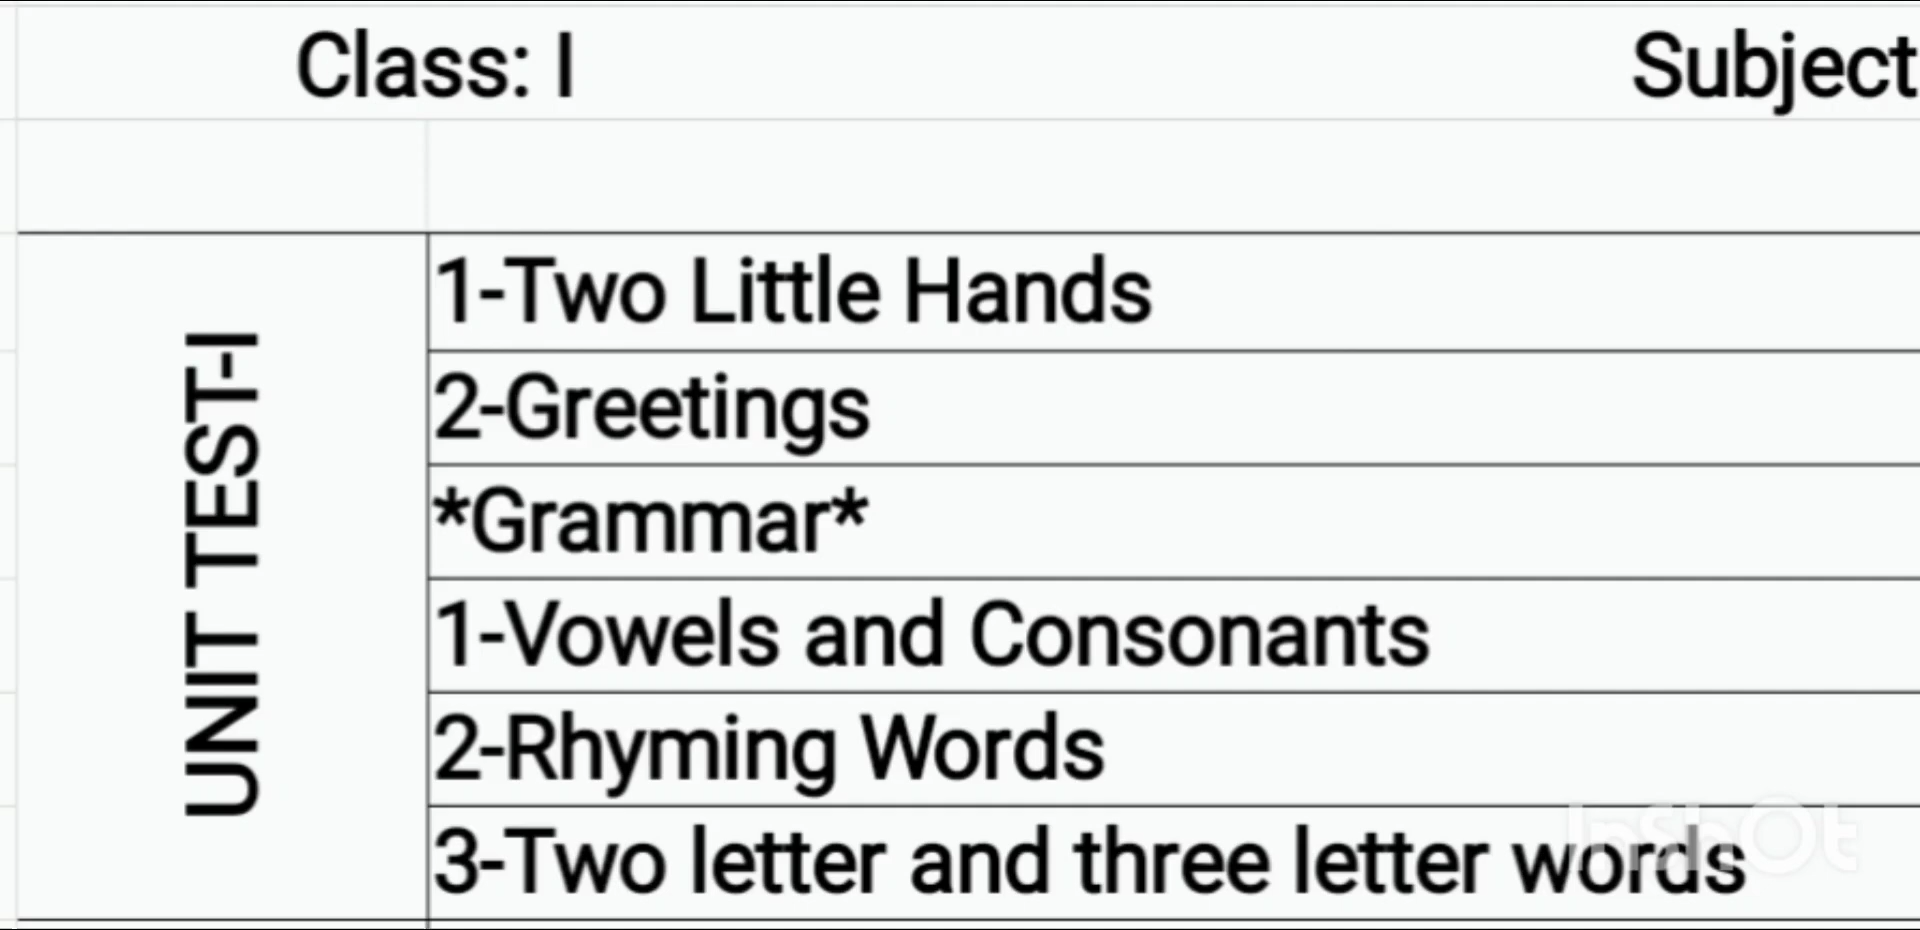 Class: I Subject
UNIT TEST-I
1-Two Little Hands
2-Greetings
*Grammar*
1-Vowels and Consonants
2-Rhyming Words
3-Two letter and three letter words
InShOt